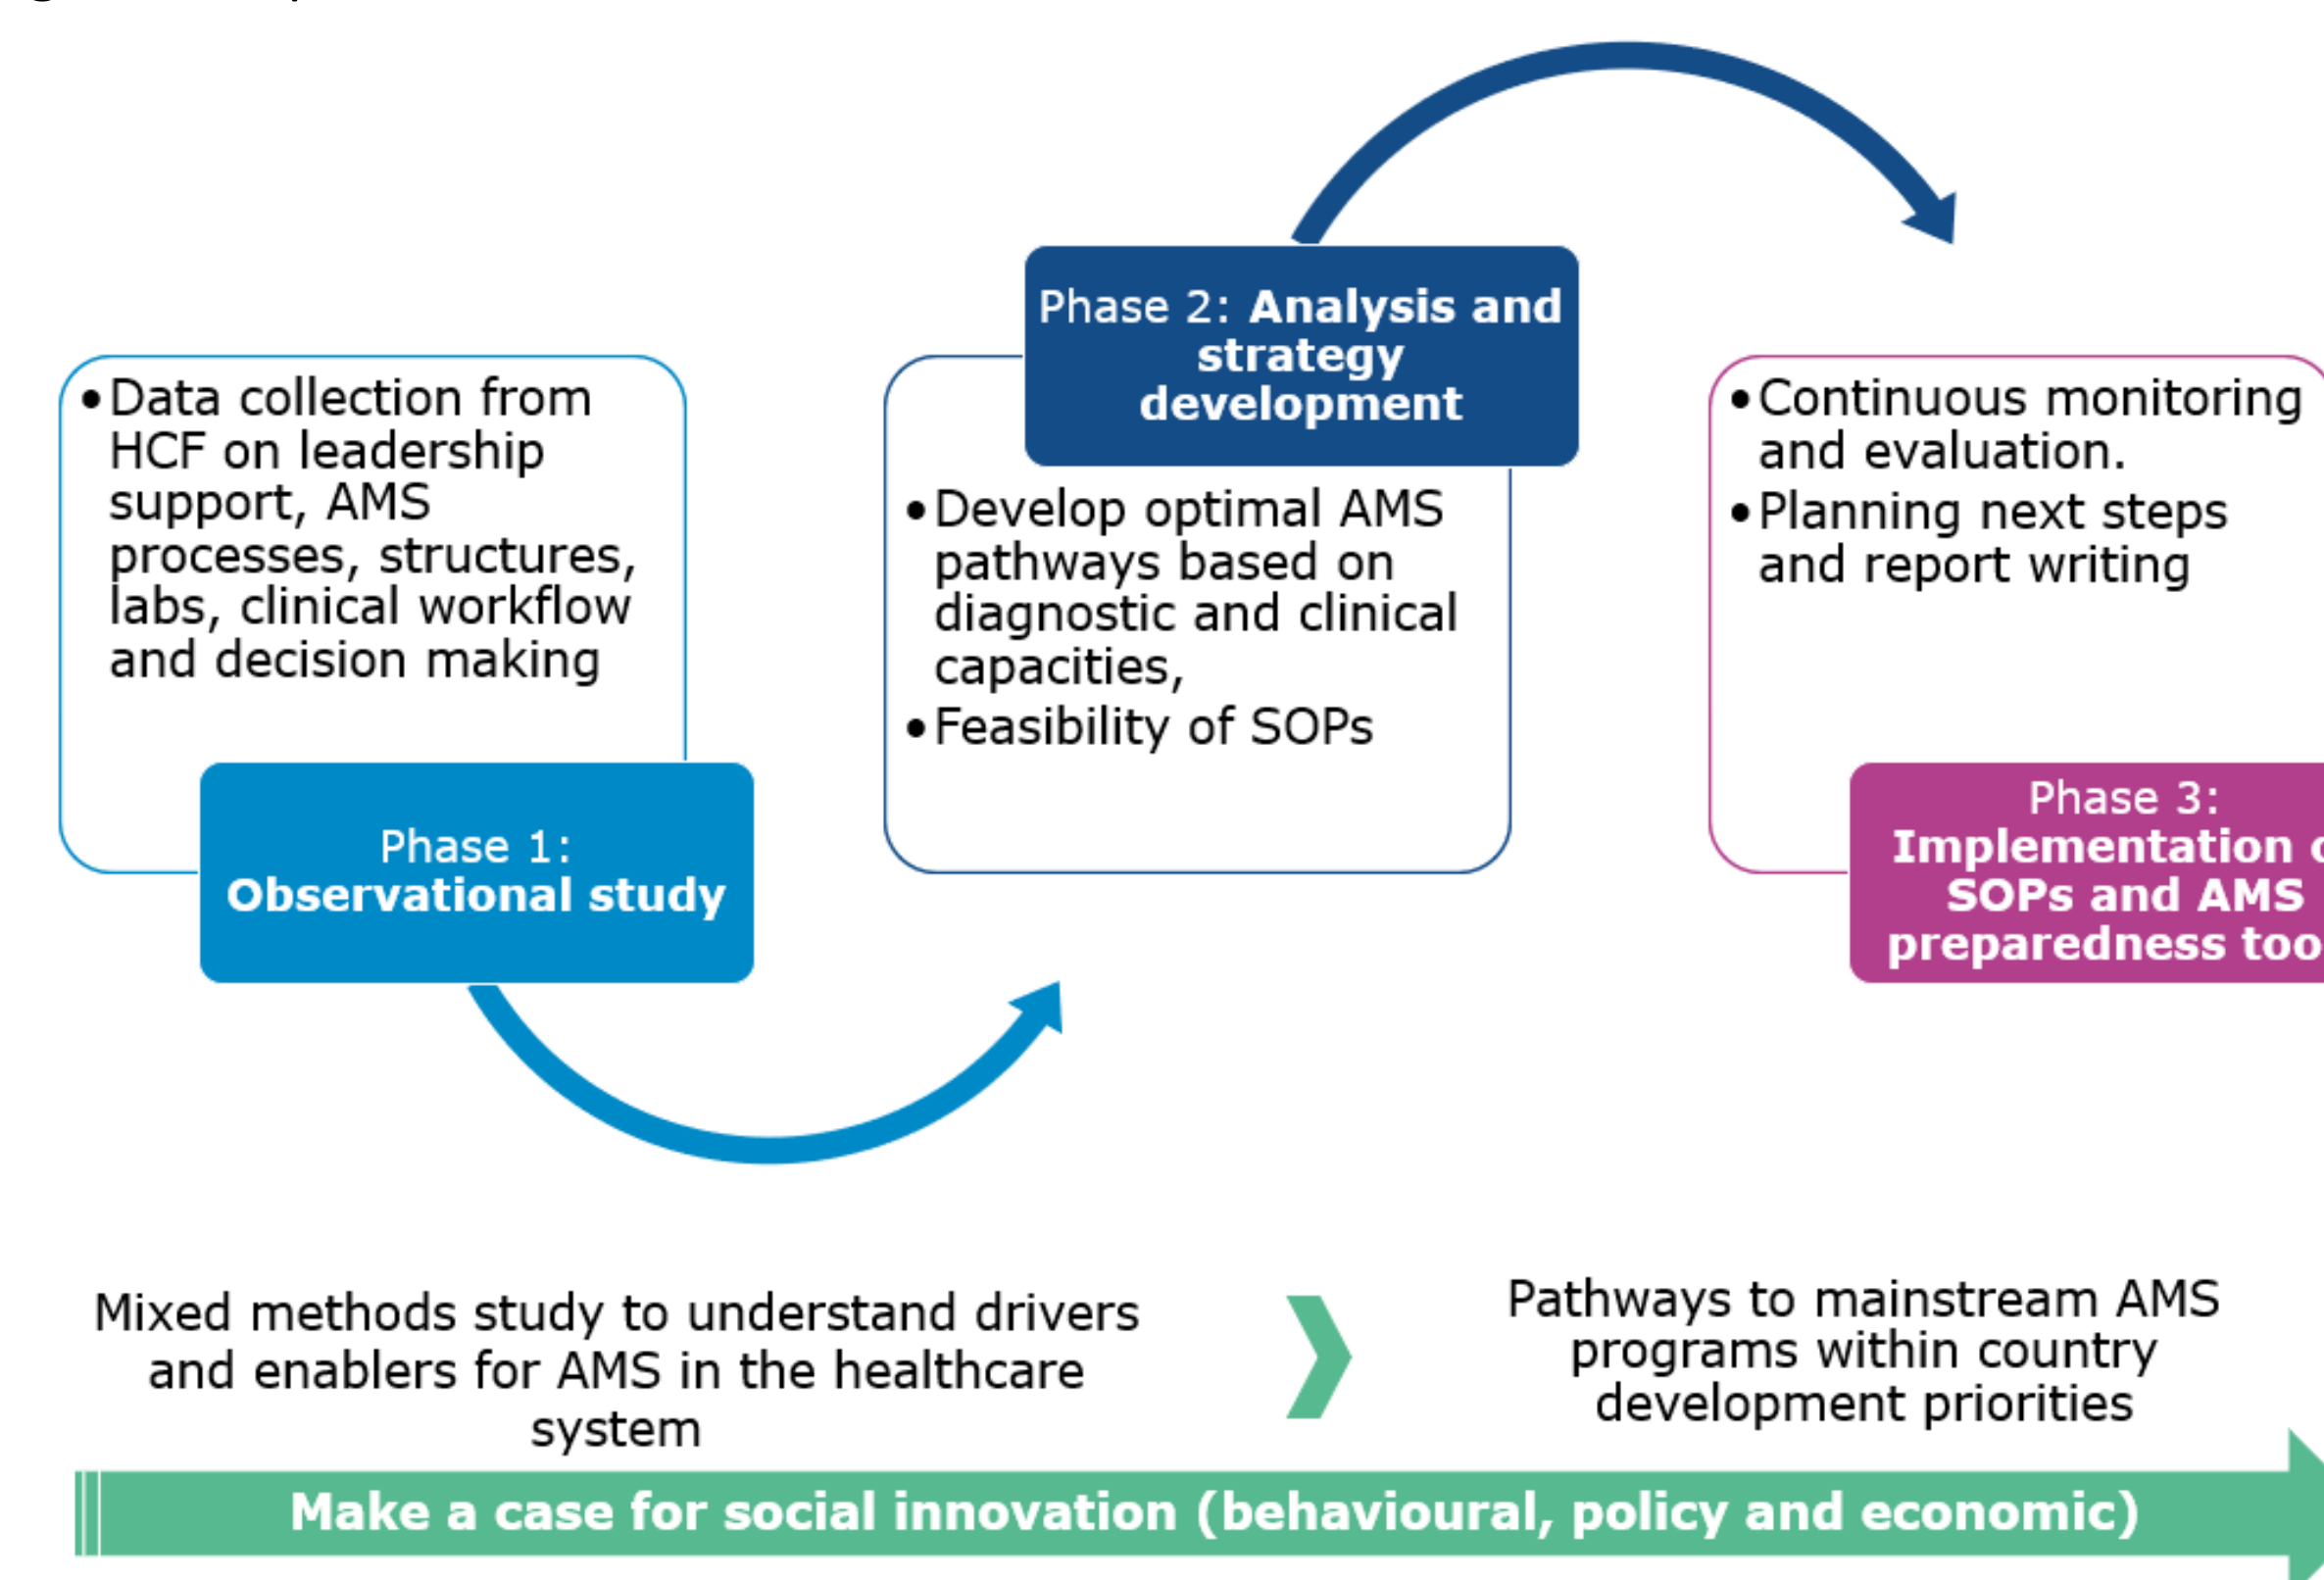 •Data collection from
HCF on leadership
support, AMS
processes, structures,
labs, clinical workflow
and decision making
Phase 1:
Observational study
Phase 2: Analysis and
strategy
development
•Develop optimal AMS
pathways based on
diagnostic and clinical
capacities,
•Feasibility of SOPs
•Continuous monitoring
and evaluation.
•Planning next steps
and report writing
Phase 3:
Implementation
SOPs and AMS
preparedness
Mixed methods study to understand drivers
and enablers for AMS in the healthcare
system
Pathways to mainstream AMS
programs within country
development priorities
Make a case for social innovation (behavioural, policy and economic)